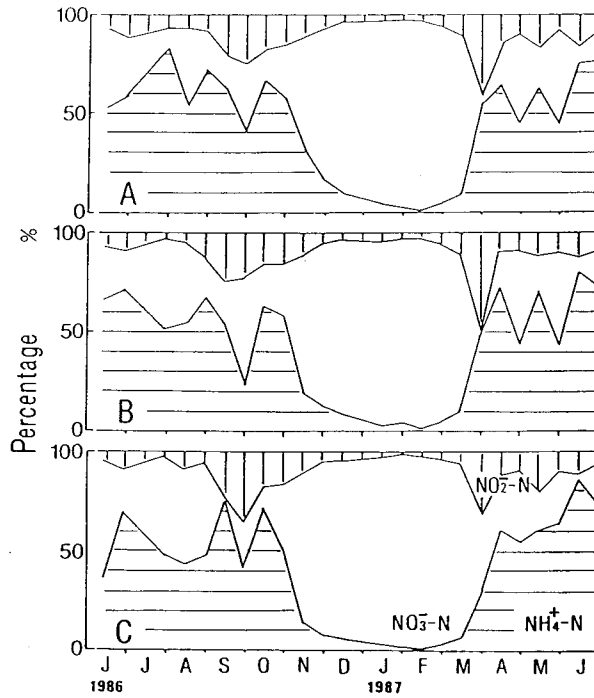 100
50
A
0
%
100
50
B
0
Percentage
100
NO₂⁻-N
50
NO₃⁻-N
NH₄⁺-N
C
0
J J A S O N D J F M A M J
1986 1987